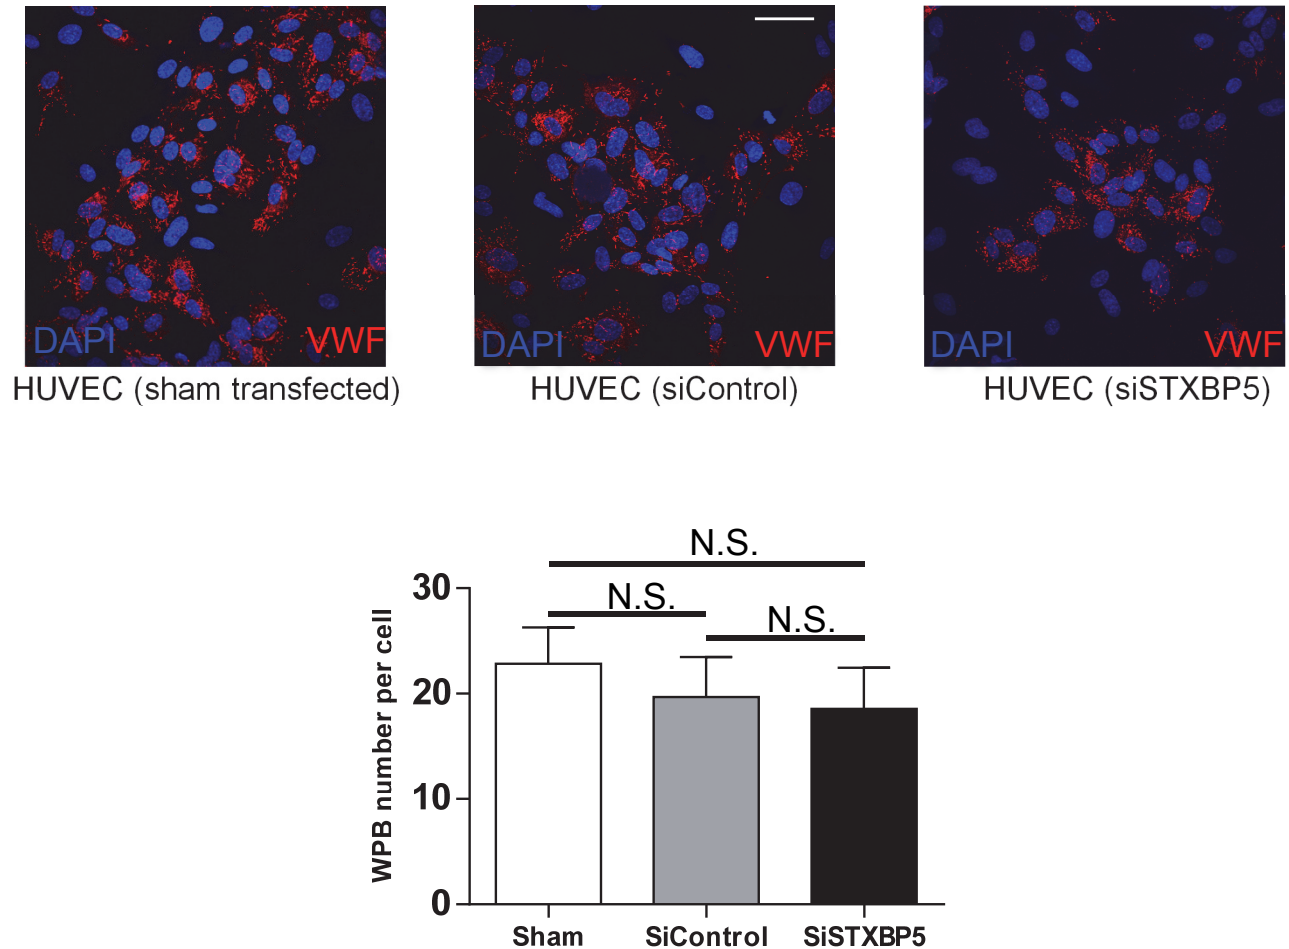 DAPI VWF
DAPI VWF
DAPI VWF
HUVEC (sham transfected)
HUVEC (siControl)
HUVEC (siSTXBP5)
N.S.
N.S.
N.S.
WPB number per cell
30
20
10
0
Sham
SiControl
SiSTXBP5